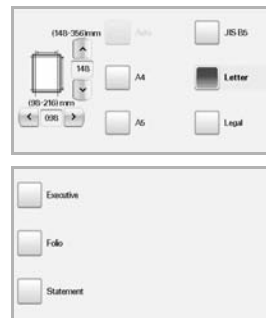 (148-356)mm
Auto
JIS B5
148
A4
Letter
(98-216) mm
098
A5
Legal
Executive
Folio
Statement